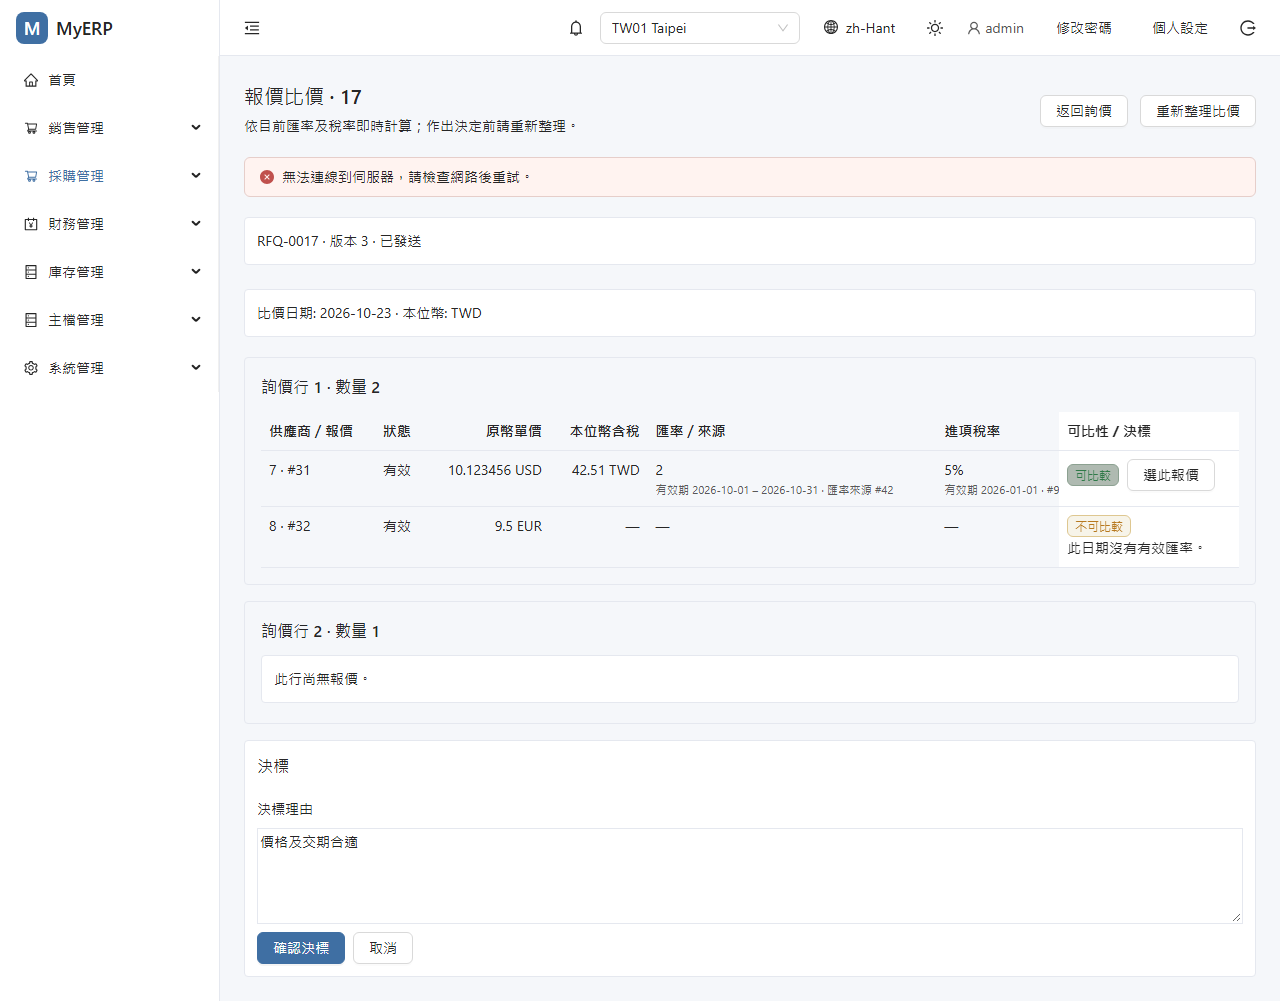 M MyERP
TW01 Taipei
zh-Hant
admin
修改密碼
個人設定
首頁
銷售管理
採購管理
財務管理
庫存管理
主檔管理
系統管理
報價比價 · 17
依目前匯率及稅率即時計算；作出決定前請重新整理。
返回詢價
重新整理比價
無法連線到伺服器，請檢查網路後重試。
RFQ-0017 · 版本 3 · 已發送
比價日期: 2026-10-23 · 本位幣: TWD
詢價行 1 · 數量 2
供應商 / 報價 狀態 原幣單價 本位幣含稅 匯率 / 來源 進項稅率 可比性 / 決標
7 · #31 有效 10.123456 USD 42.51 TWD 2 5% 可比較 選此報價
有效期 2026-10-01 – 2026-10-31 · 匯率來源 #42 有效期 2026-01-01 · #9
8 · #32 有效 9.5 EUR — — — 不可比較
此日期沒有有效匯率。
詢價行 2 · 數量 1
此行尚無報價。
決標
決標理由
價格及交期合適
確認決標 取消